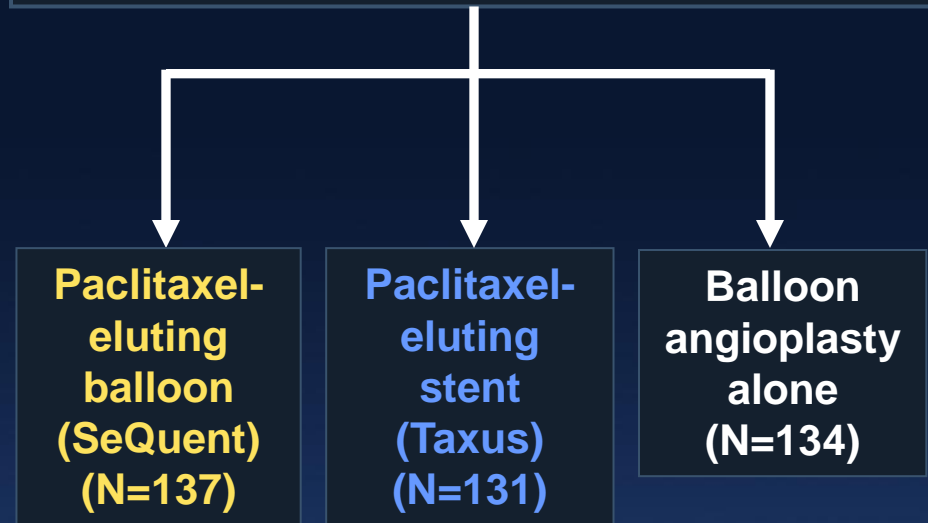 Paclitaxel-
eluting
balloon
(SeQuent)
(N=137)
Paclitaxel-
eluting
stent
(Taxus)
(N=131)
Balloon
angioplasty
alone
(N=134)